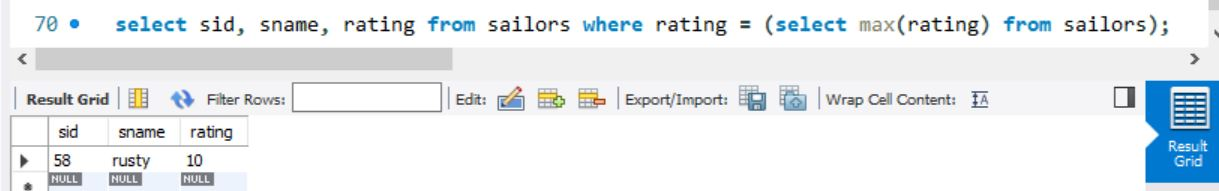 70 select sid, sname, rating from sailors where rating = (select max(rating) from sailors);
Result Grid Filter Rows: Edit: Export/Import: Wrap Cell Content: IA
sid sname rating
58 rusty 10
NULL NULL NULL
Result
Grid